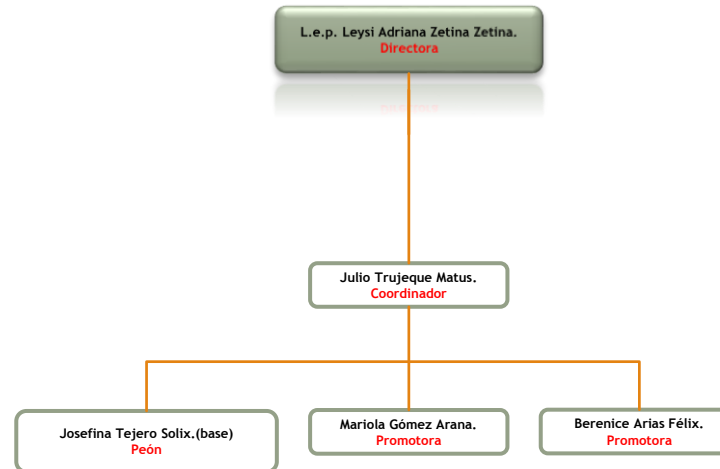 L.e.p. Leysi Adriana Zetina Zetina.
Directora
Julio Trujeque Matus.
Coordinador
Josefina Tejero Solix.(base)
Peón
Mariola Gómez Arana.
Promotora
Berenice Arias Félix.
Promotora